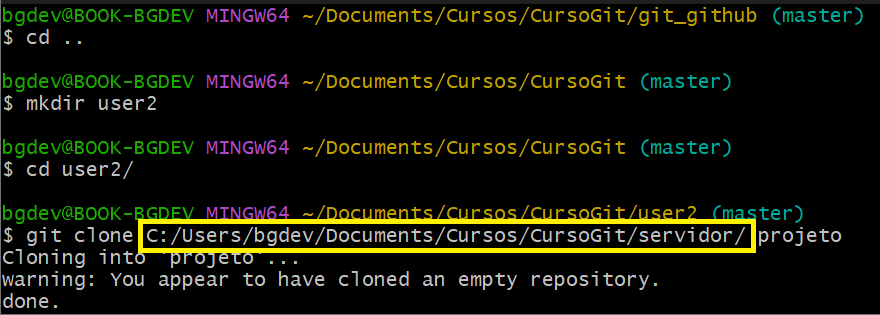 bgdev@BOOK-BGDEV MINGW64 ~/Documents/Cursos/CursoGit/git_github (master)
$ cd ..
bgdev@BOOK-BGDEV MINGW64 ~/Documents/Cursos/CursoGit (master)
$ mkdir user2
bgdev@BOOK-BGDEV MINGW64 ~/Documents/Cursos/CursoGit (master)
$ cd user2/
bgdev@BOOK-BGDEV MINGW64 ~/Documents/Cursos/CursoGit/user2 (master)
$ git clone C:/Users/bgdev/Documents/Cursos/CursoGit/servidor/ projeto
Cloning into 'projeto'...
warning: You appear to have cloned an empty repository.
done.